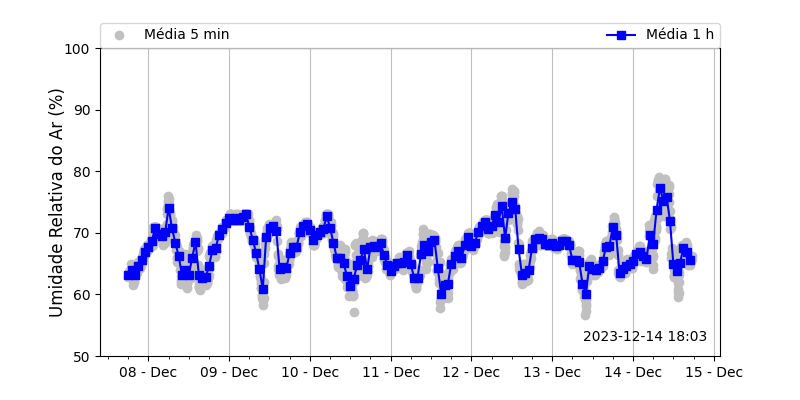 Média 5 min
Média 1 h
100
90
80
70
60
50
Umidade Relativa do Ar (%)
2023-12-14 18:03
08 - Dec
09 - Dec
10 - Dec
11 - Dec
12 - Dec
13 - Dec
14 - Dec
15 - Dec